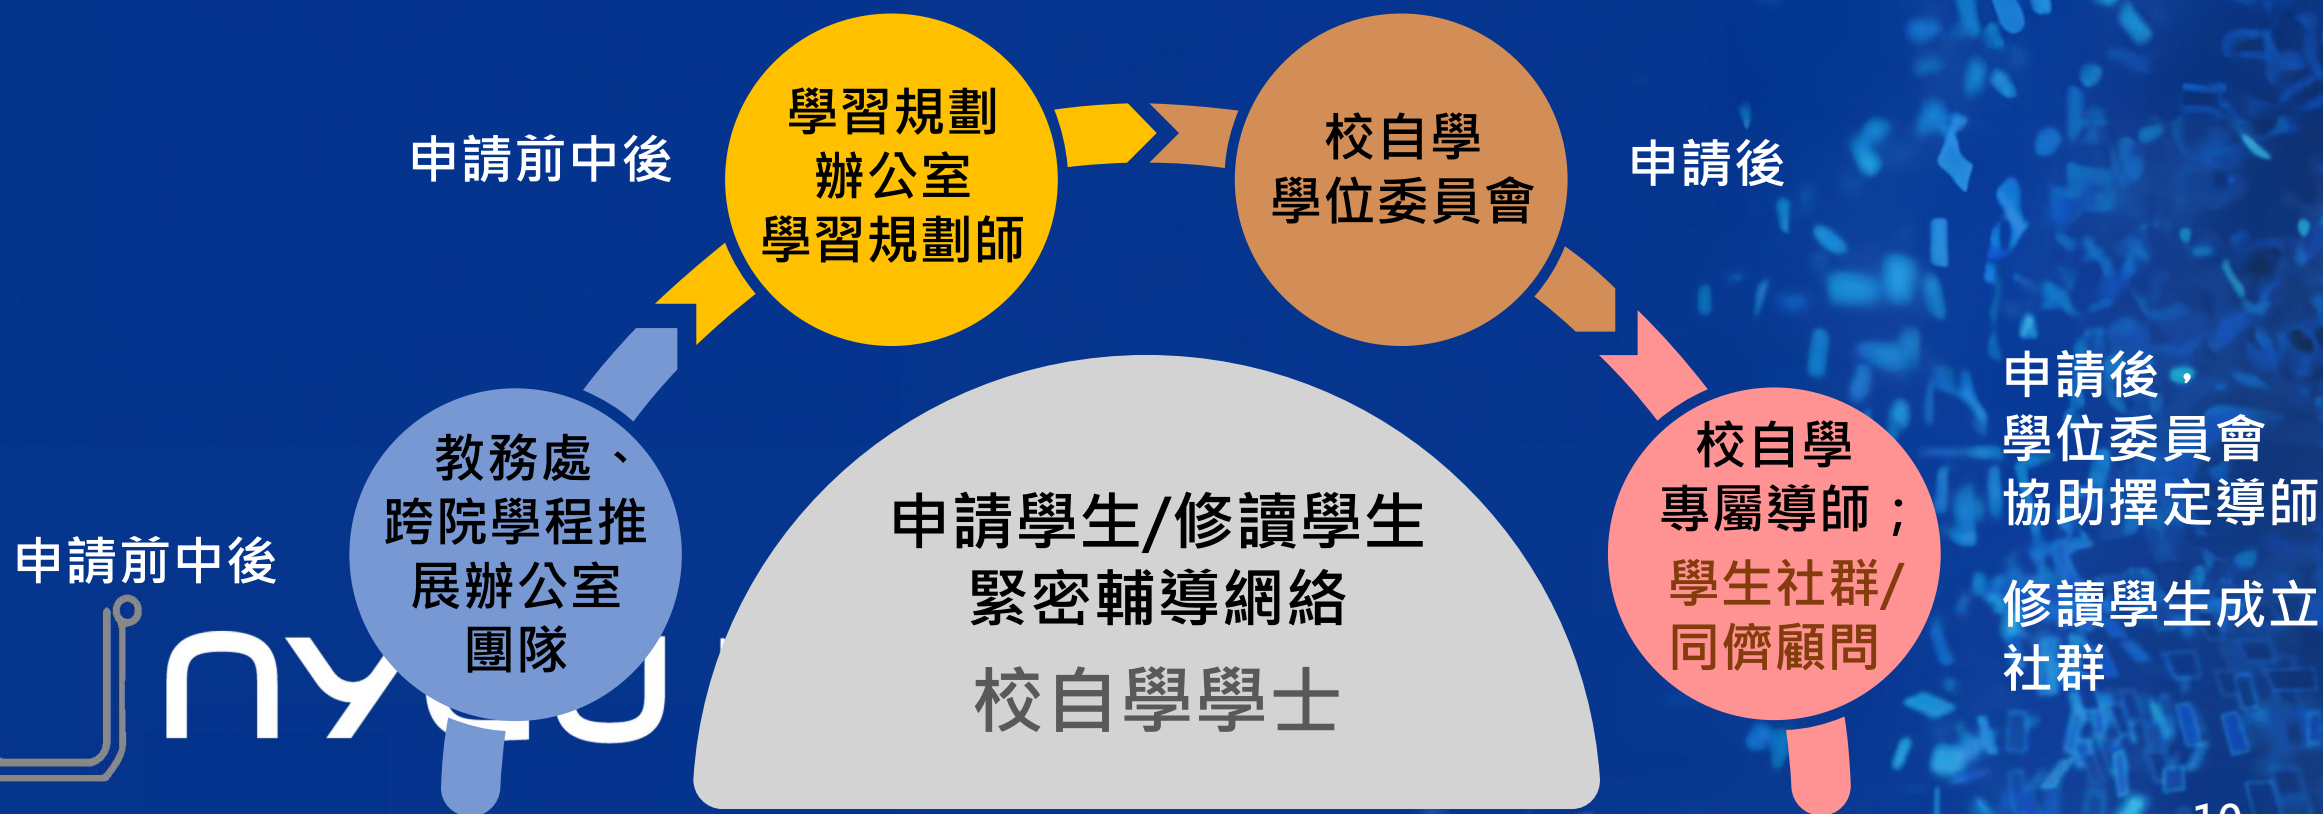 申請前中後
學習規劃
辦公室
學習規劃師
校自學
學位委員會
申請後
申請前中後
教務處、
跨院學程推
展辦公室
團隊
申請學生/修讀學生
緊密輔導網絡
校自學學士
校自學
專屬導師；
學生社群/
同儕顧問
申請後，
學位委員會
協助擇定導師
修讀學生成立
社群